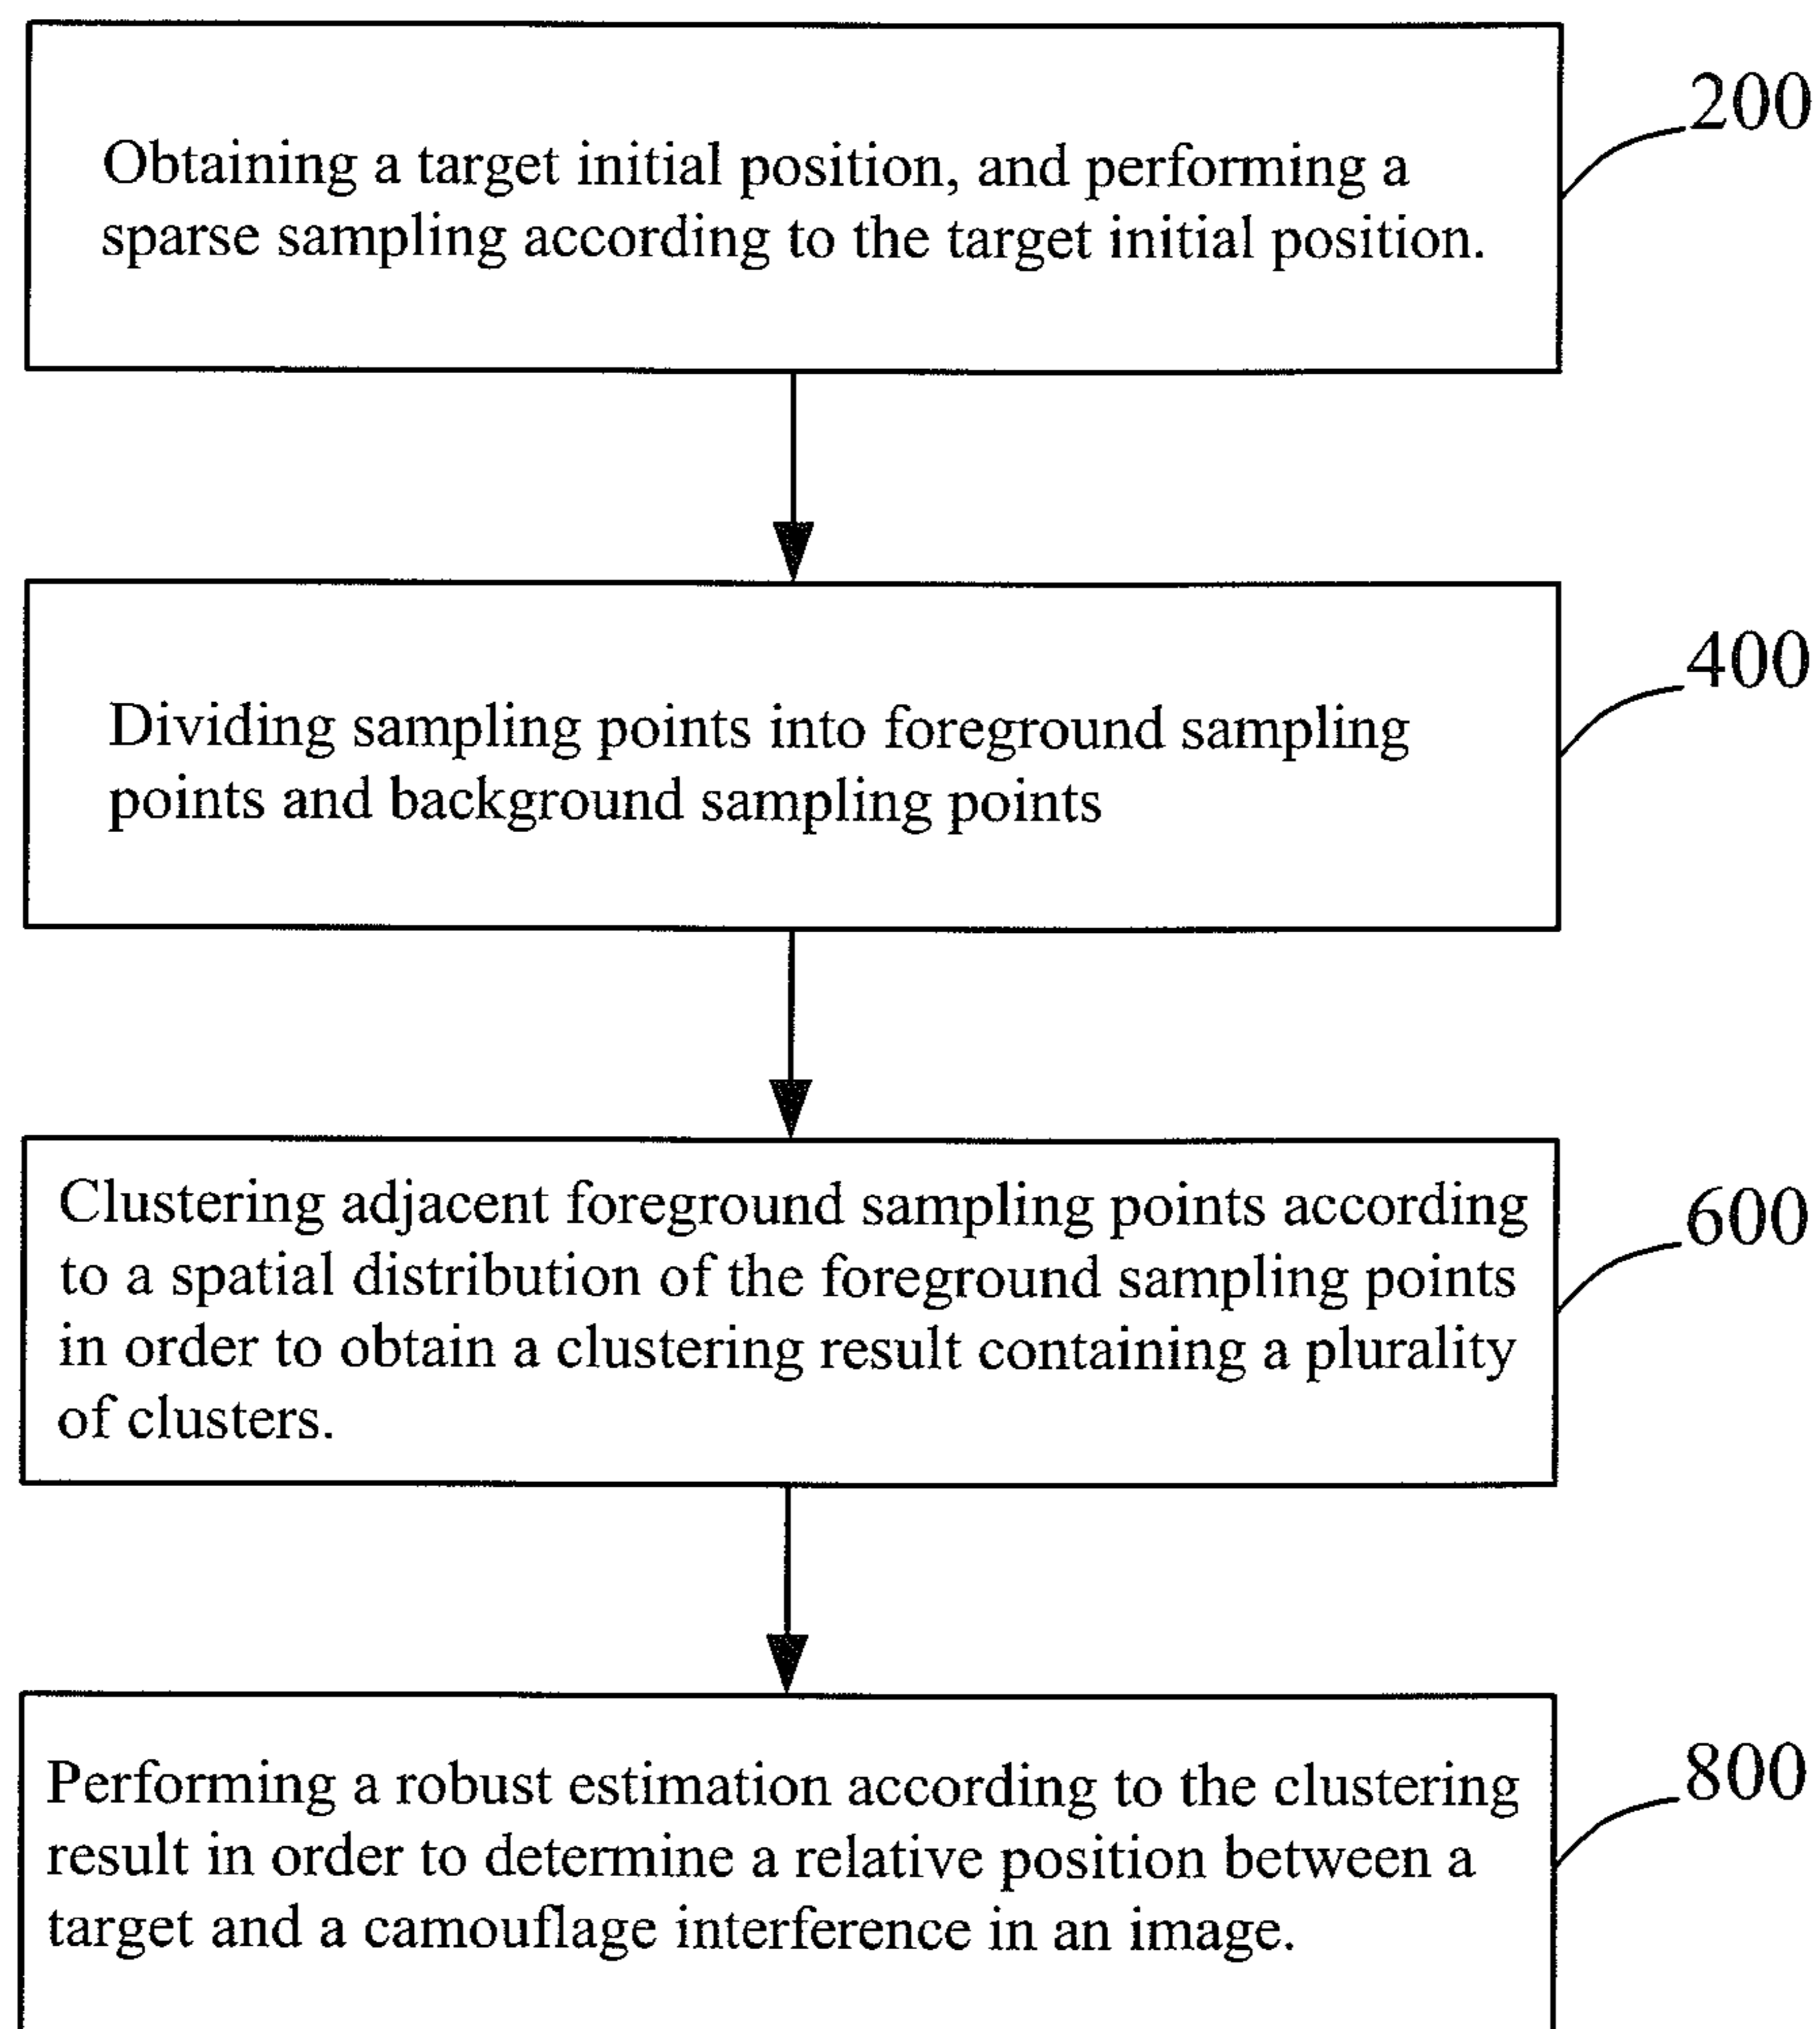 200
Obtaining a target initial position, and performing a
sparse sampling according to the target initial position.
400
Dividing sampling points into foreground sampling
points and background sampling points
600
Clustering adjacent foreground sampling points according
to a spatial distribution of the foreground sampling points
in order to obtain a clustering result containing a plurality
of clusters.
800
Performing a robust estimation according to the clustering
result in order to determine a relative position between a
target and a camouflage interference in an image.